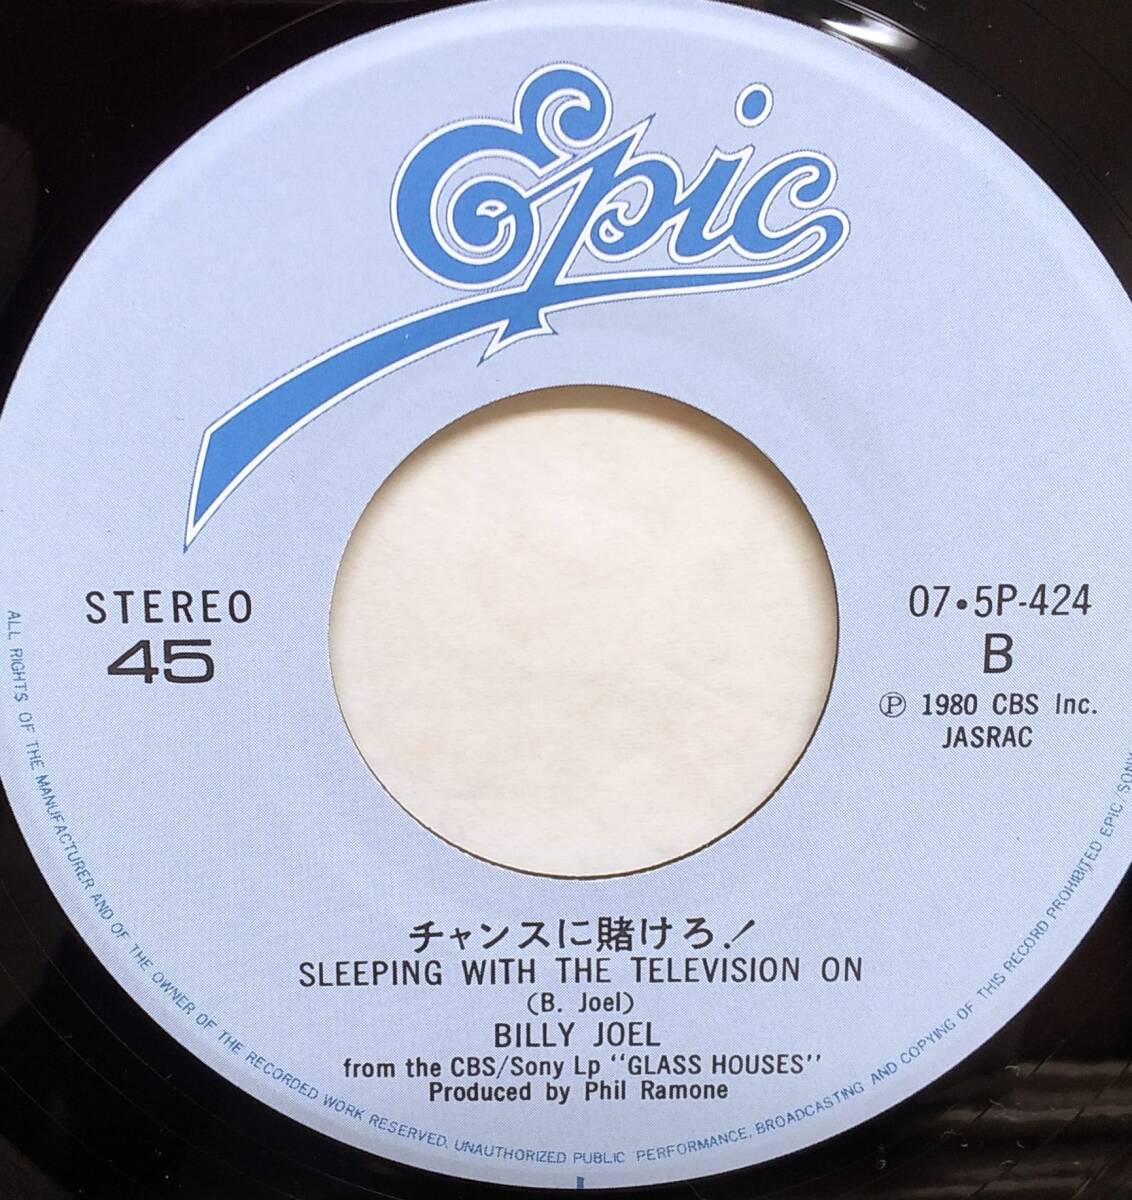 Epic
STEREO
45
07•5P-424
B
Ⓟ 1980 CBS Inc.
JASRAC
チャンスに賭けろ!
SLEEPING WITH THE TELEVISION ON
(B. Joel)
BILLY JOEL
from the CBS/Sony Lp "GLASS HOUSES"
Produced by Phil Ramone
ALL RIGHTS OF THE MANUFACTURER AND OF THE OWNER OF THE RECORDED WORK RESERVED. UNAUTHORIZED PUBLIC PERFORMANCE, BROADCASTING AND COPYING OF THIS RECORD PROHIBITED EPIC/SONY